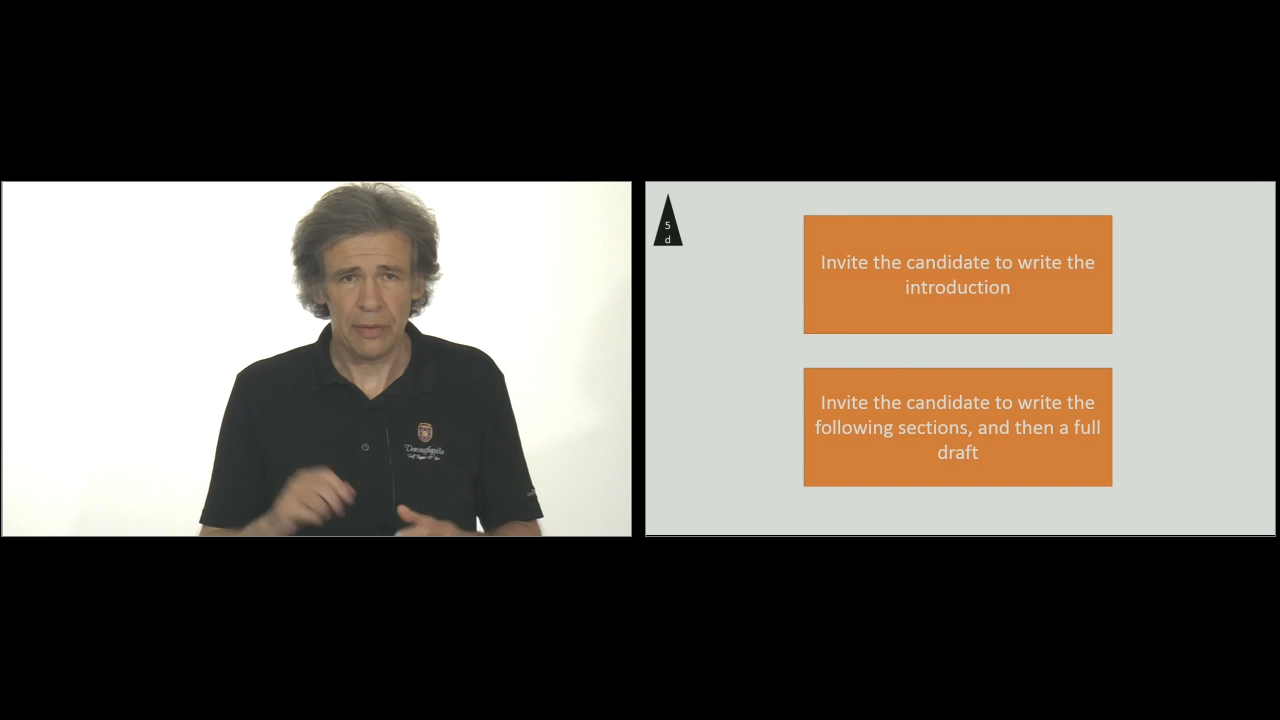 5
d
Invite the candidate to write the
introduction
Invite the candidate to write the
following sections, and then a full
draft